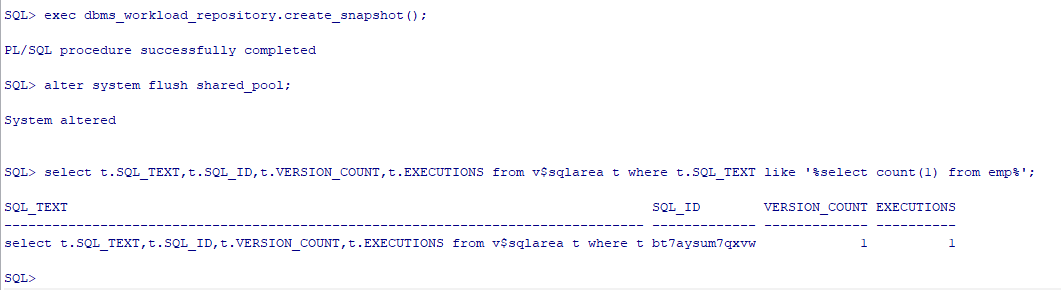 SQL> exec dbms_workload_repository.create_snapshot();
PL/SQL procedure successfully completed
SQL> alter system flush shared_pool;
System altered
SQL> select t.SQL_TEXT,t.SQL_ID,t.VERSION_COUNT,t.EXECUTIONS from v$sqlarea t where t.SQL_TEXT like '%select count(1) from emp%';
SQL_TEXT SQL_ID VERSION_COUNT EXECUTIONS
-------------------------------------------------------------------------------- ------------- ------------- ----------
select t.SQL_TEXT,t.SQL_ID,t.VERSION_COUNT,t.EXECUTIONS from v$sqlarea t where t bt7aysum7qxvw 1 1
SQL>